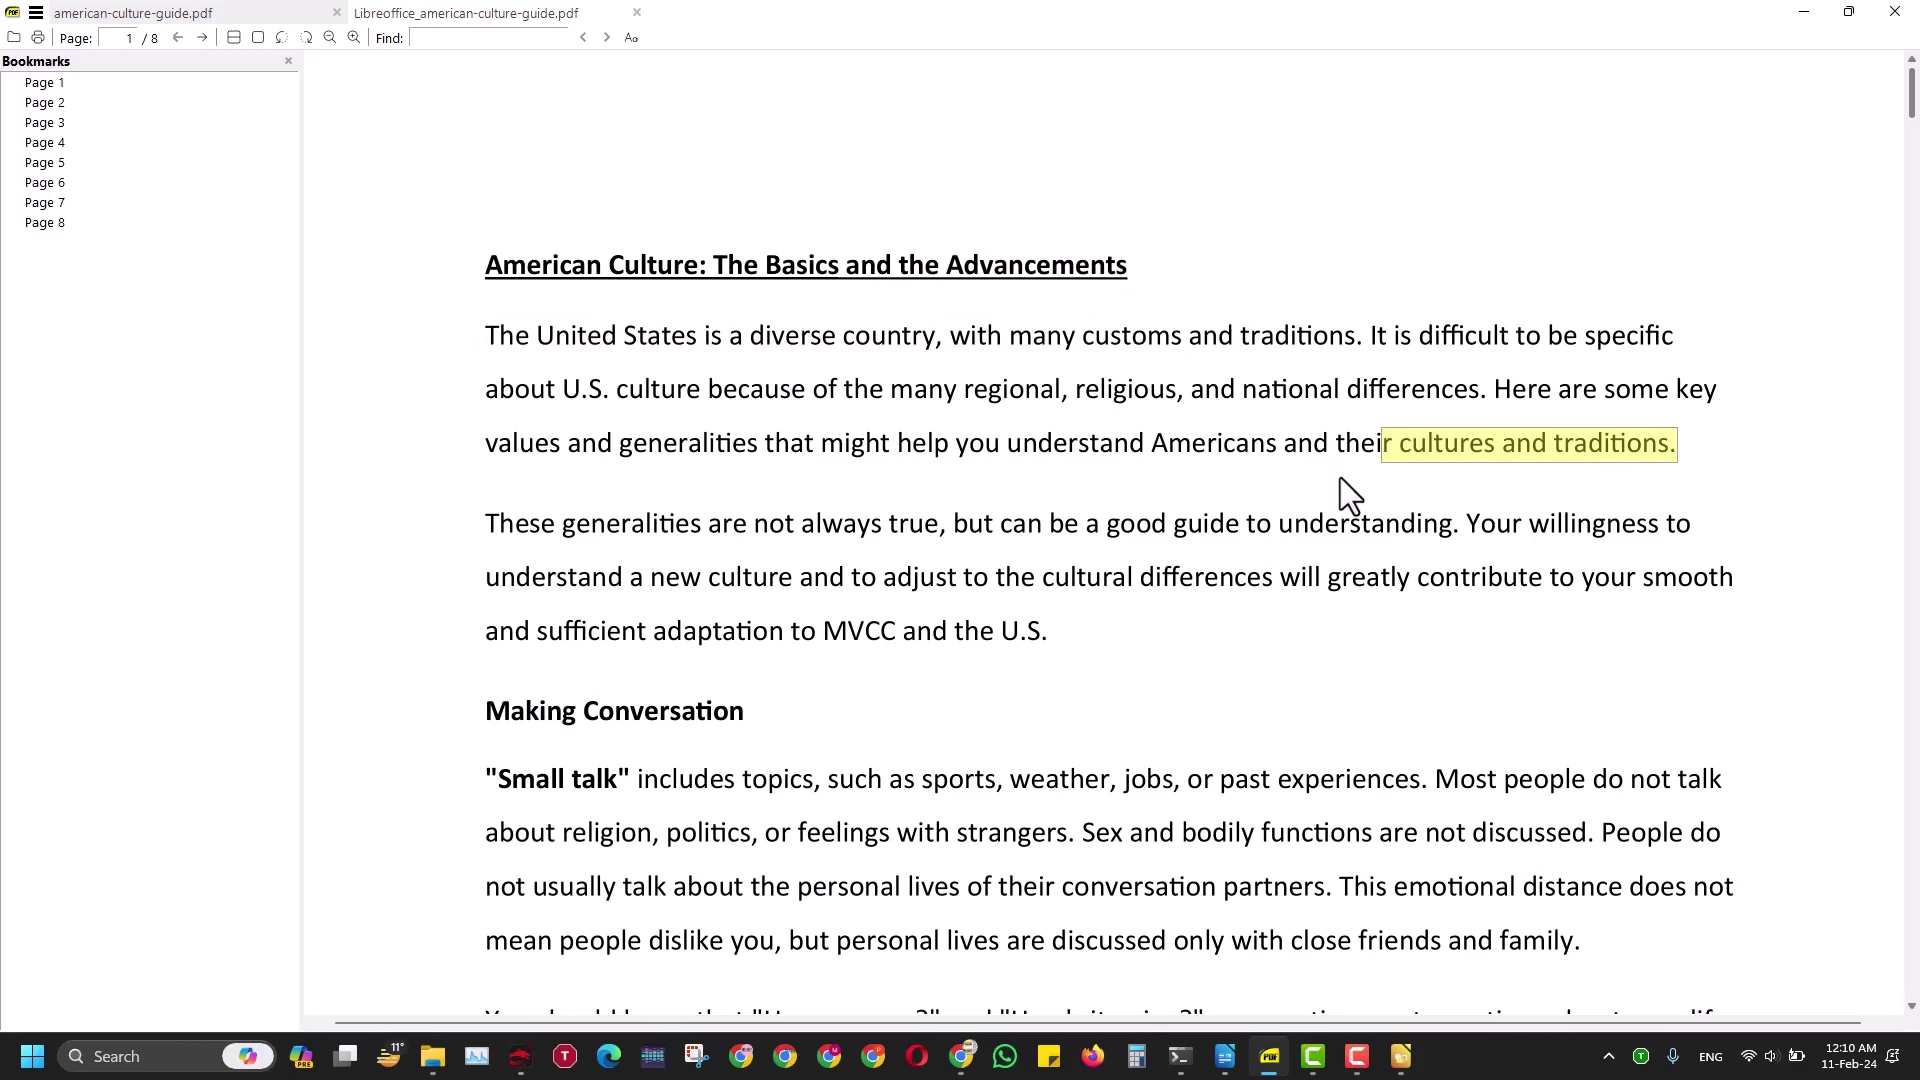 american-culture-guide.pdf
Libreoffice_american-culture-guide.pdf
Page: 1 / 8
Find:
Aa
Bookmarks
Page 1
Page 2
Page 3
Page 4
Page 5
Page 6
Page 7
Page 8
American Culture: The Basics and the Advancements
The United States is a diverse country, with many customs and traditions. It is difficult to be specific
about U.S. culture because of the many regional, religious, and national differences. Here are some key
values and generalities that might help you understand Americans and their cultures and traditions.
These generalities are not always true, but can be a good guide to understanding. Your willingness to
understand a new culture and to adjust to the cultural differences will greatly contribute to your smooth
and sufficient adaptation to MVCC and the U.S.
Making Conversation
"Small talk" includes topics, such as sports, weather, jobs, or past experiences. Most people do not talk
about religion, politics, or feelings with strangers. Sex and bodily functions are not discussed. People do
not usually talk about the personal lives of their conversation partners. This emotional distance does not
mean people dislike you, but personal lives are discussed only with close friends and family.
Search
PRE
11°
ENG
12:10 AM
11-Feb-24